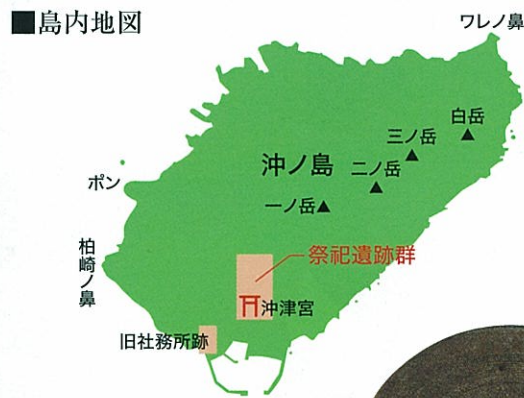 ■島内地図
ワレノ鼻
白岳
三ノ岳
沖ノ島
二ノ岳
ポン
一ノ岳
柏崎ノ鼻
祭祀遺跡群
沖津宮
旧社務所跡